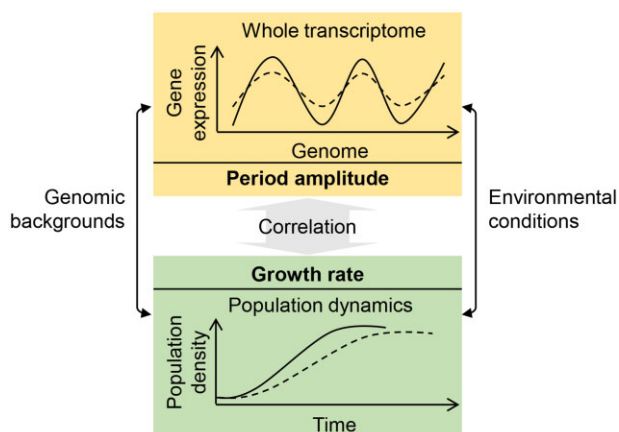 Whole transcriptome
Gene
expression
Genome
Period amplitude
Genomic
backgrounds
Correlation
Environmental
conditions
Growth rate
Population dynamics
Population
density
Time